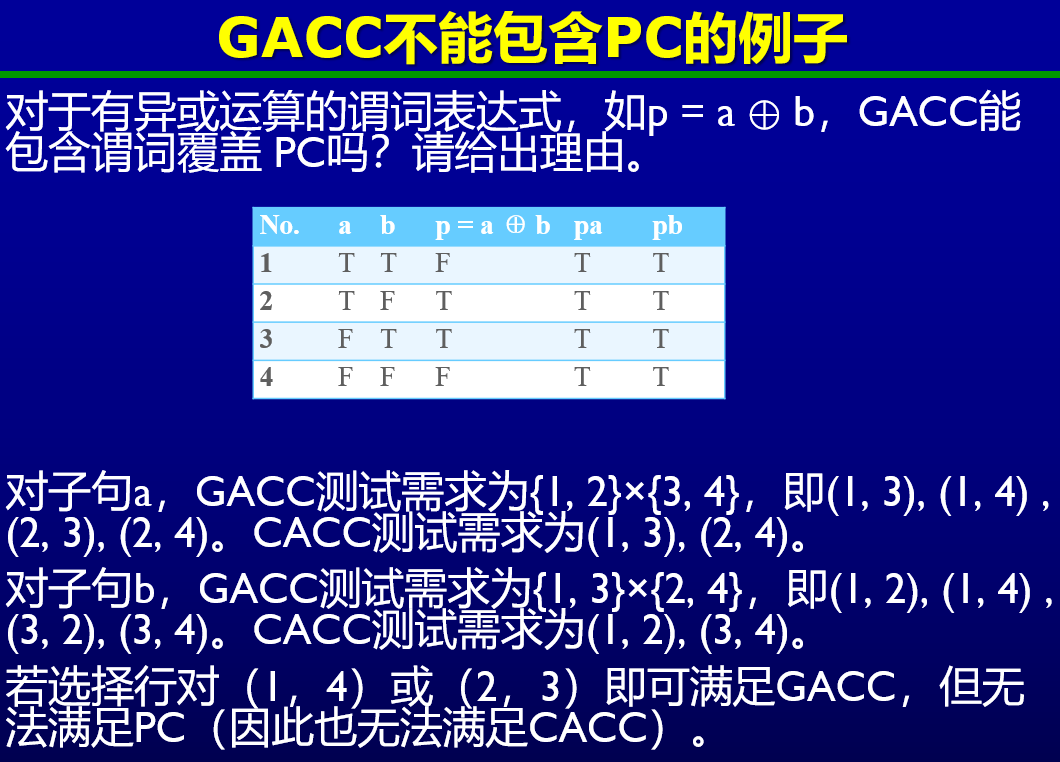 GACC不能包含PC的例子
对于有异或运算的谓词表达式，如p = a ⊕ b，GACC能
包含谓词覆盖 PC吗？请给出理由。
No. a b p = a ⊕ b pa pb
1 T T F T T
2 T F T T T
3 F T T T T
4 F F F T T
对子句a，GACC测试需求为{1, 2}×{3, 4}，即(1, 3), (1, 4) ,
(2, 3), (2, 4)。CACC测试需求为(1, 3), (2, 4)。
对子句b，GACC测试需求为{1, 3}×{2, 4}，即(1, 2), (1, 4) ,
(3, 2), (3, 4)。CACC测试需求为(1, 2), (3, 4)。
若选择行对（1，4）或（2，3）即可满足GACC，但无
法满足PC（因此也无法满足CACC）。